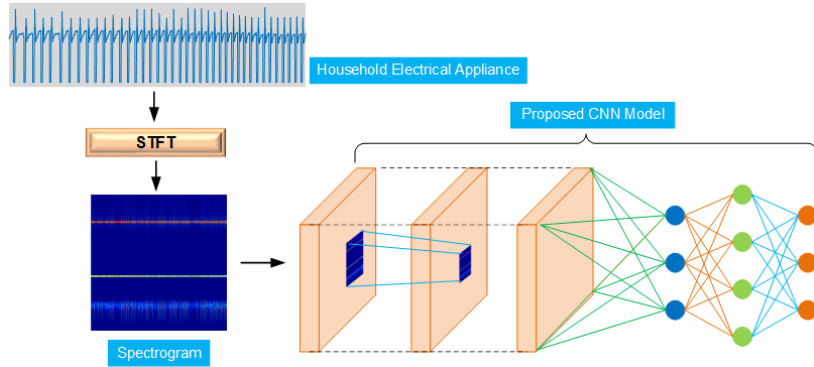 Household Electrical Appliance
Proposed CNN Model
STFT
Spectrogram